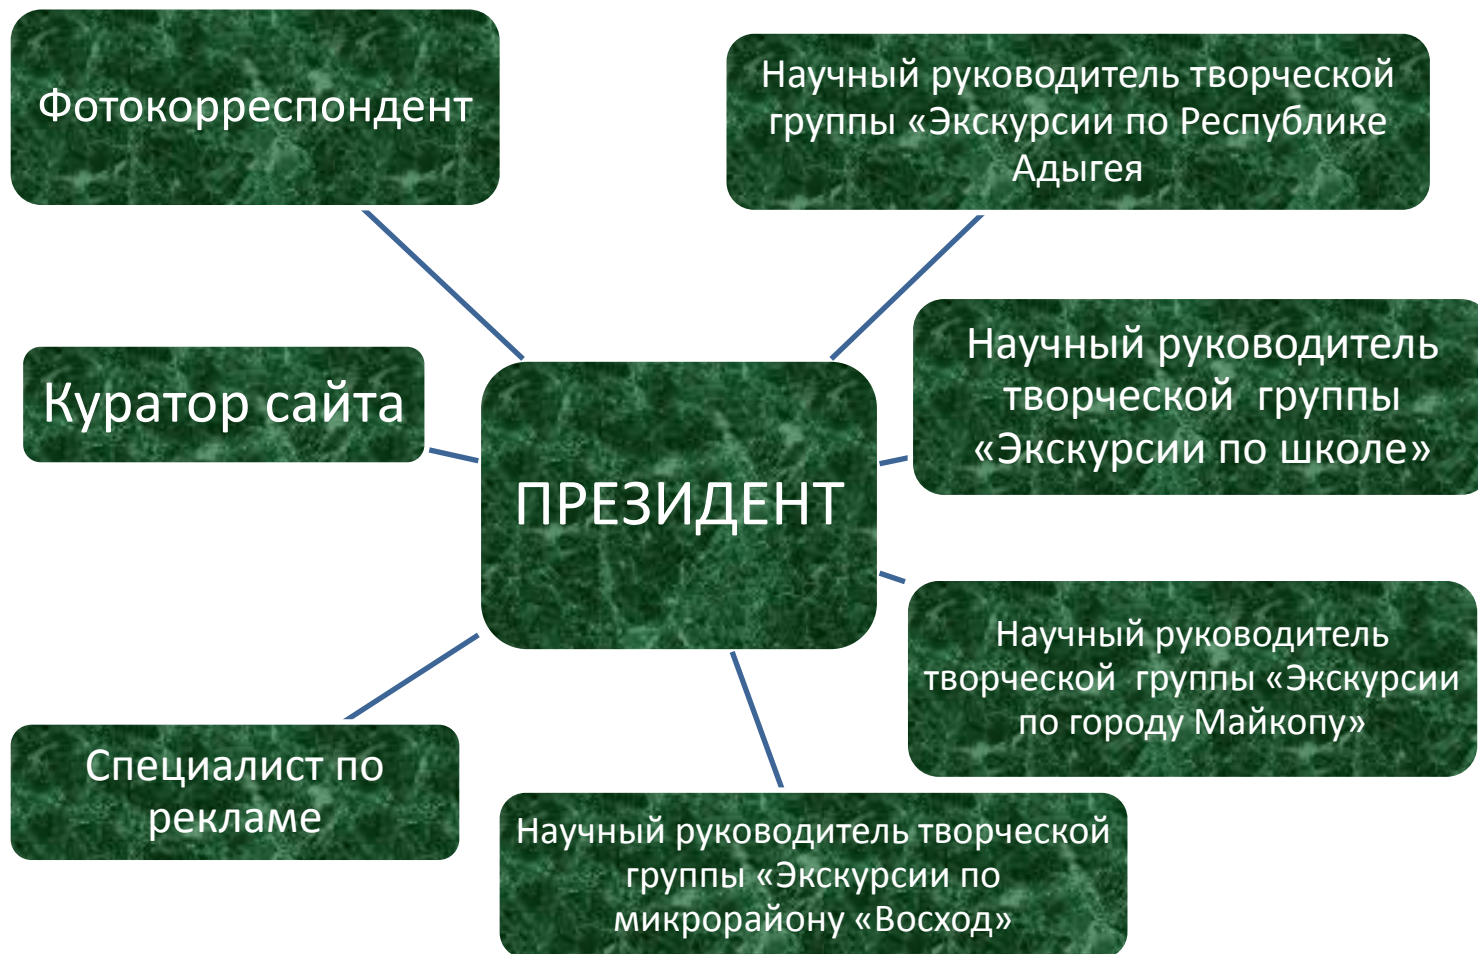 Фотокорреспондент
Научный руководитель творческой
группы «Экскурсии по Республике
Адыгея
Куратор сайта
Научный руководитель
творческой  группы
«Экскурсии по школе»
ПРЕЗИДЕНТ
Научный руководитель
творческой  группы «Экскурсии
по городу Майкопу»
Специалист по
рекламе
Научный руководитель творческой
группы «Экскурсии по
микрорайону «Восход»